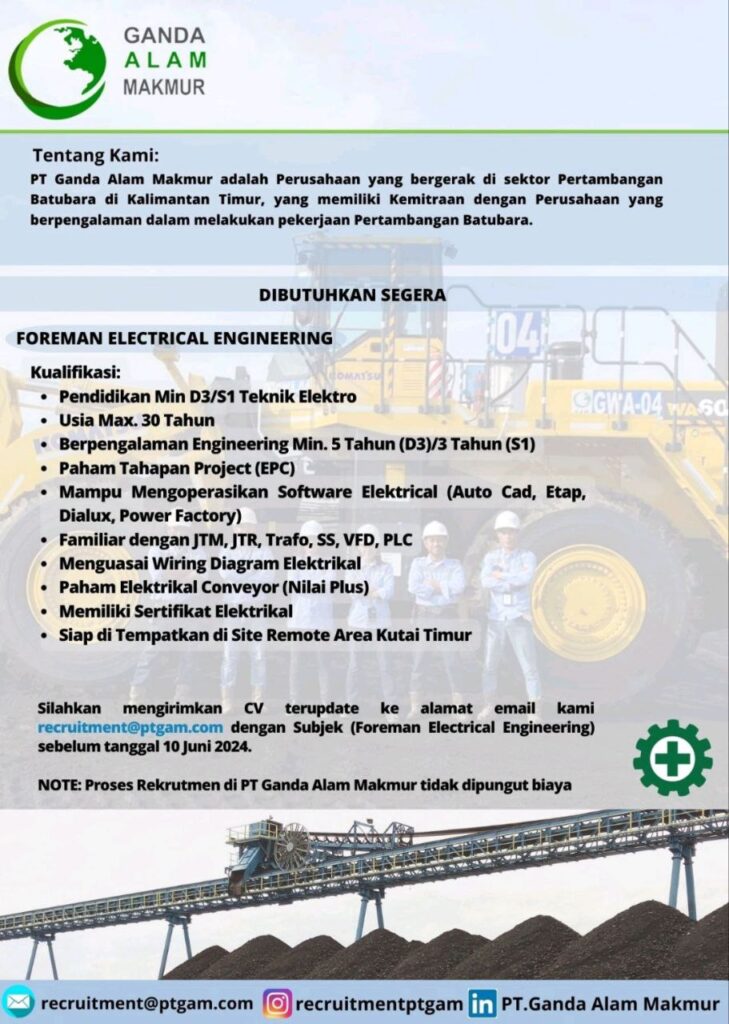 GANDA
ALAM
MAKMUR
Tentang Kami:
PT Ganda Alam Makmur adalah Perusahaan yang bergerak di sektor Pertambangan
Batubara di Kalimantan Timur, yang memiliki Kemitraan dengan Perusahaan yang
berpengalaman dalam melakukan pekerjaan Pertambangan Batubara.
DIBUTUHKAN SEGERA
FOREMAN ELECTRICAL ENGINEERING
04
KOMATSU
GWA-04 WA60
Kualifikasi:
• Pendidikan Min D3/S1 Teknik Elektro
• Usia Max. 30 Tahun
• Berpengalaman Engineering Min. 5 Tahun (D3)/3 Tahun (S1)
• Paham Tahapan Project (EPC)
• Mampu Mengoperasikan Software Elektrical (Auto Cad, Etap,
Dialux, Power Factory)
• Familiar dengan JTM, JTR, Trafo, SS, VFD, PLC
• Menguasai Wiring Diagram Elektrikal
• Paham Elektrikal Conveyor (Nilai Plus)
• Memiliki Sertifikat Elektrikal
• Siap di Tempatkan di Site Remote Area Kutai Timur
Silahkan mengirimkan CV terupdate ke alamat email kami
recruitment@ptgam.com dengan Subjek (Foreman Electrical Engineering)
sebelum tanggal 10 Juni 2024.
NOTE: Proses Rekrutmen di PT Ganda Alam Makmur tidak dipungut biaya
recruitment@ptgam.com recruitmentptgam in PT.Ganda Alam Makmur